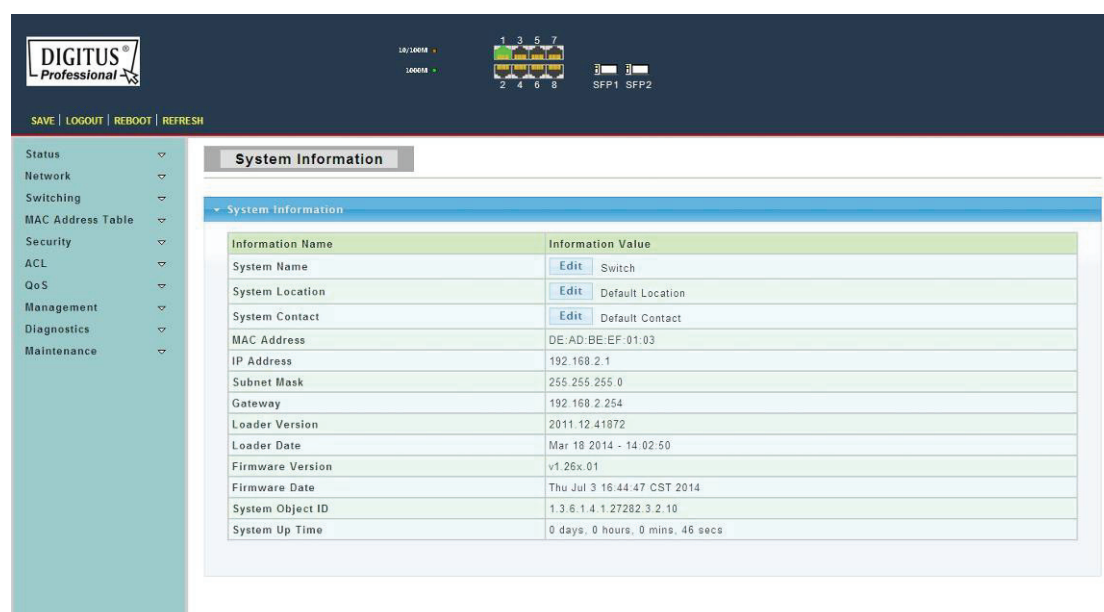 DIGITUS®
Professional
10/100M
1000M
1 3 5 7
2 4 6 8
SFP1 SFP2
SAVE | LOGOUT | REBOOT | REFRESH
Status
Network
Switching
MAC Address Table
Security
ACL
QoS
Management
Diagnostics
Maintenance
System Information
System Information
Information Name Information Value
System Name Edit Switch
System Location Edit Default Location
System Contact Edit Default Contact
MAC Address DE:AD:BE:EF:01:03
IP Address 192.168.2.1
Subnet Mask 255.255.255.0
Gateway 192.168.2.254
Loader Version 2011.12.41872
Loader Date Mar 18 2014 - 14:02:50
Firmware Version v1.26x.01
Firmware Date Thu Jul 3 16:44:47 CST 2014
System Object ID 1.3.6.1.4.1.27282.3.2.10
System Up Time 0 days, 0 hours, 0 mins, 46 secs